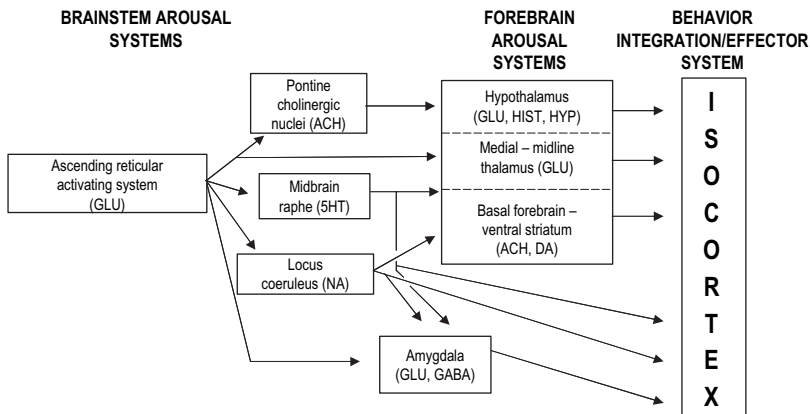 BRAINSTEM AROUSAL
SYSTEMS
FOREBRAIN
AROUSAL
SYSTEMS
BEHAVIOR
INTEGRATION/EFFECTOR
SYSTEM
Pontine
cholinergic
nuclei (ACH)
Ascending reticular
activating system
(GLU)
Midbrain
raphe (5HT)
Locus
coeruleus (NA)
Amygdala
(GLU, GABA)
Hypothalamus
(GLU, HIST, HYP)
Medial – midline
thalamus (GLU)
Basal forebrain –
ventral striatum
(ACH, DA)
I
S
O
C
O
R
T
E
X